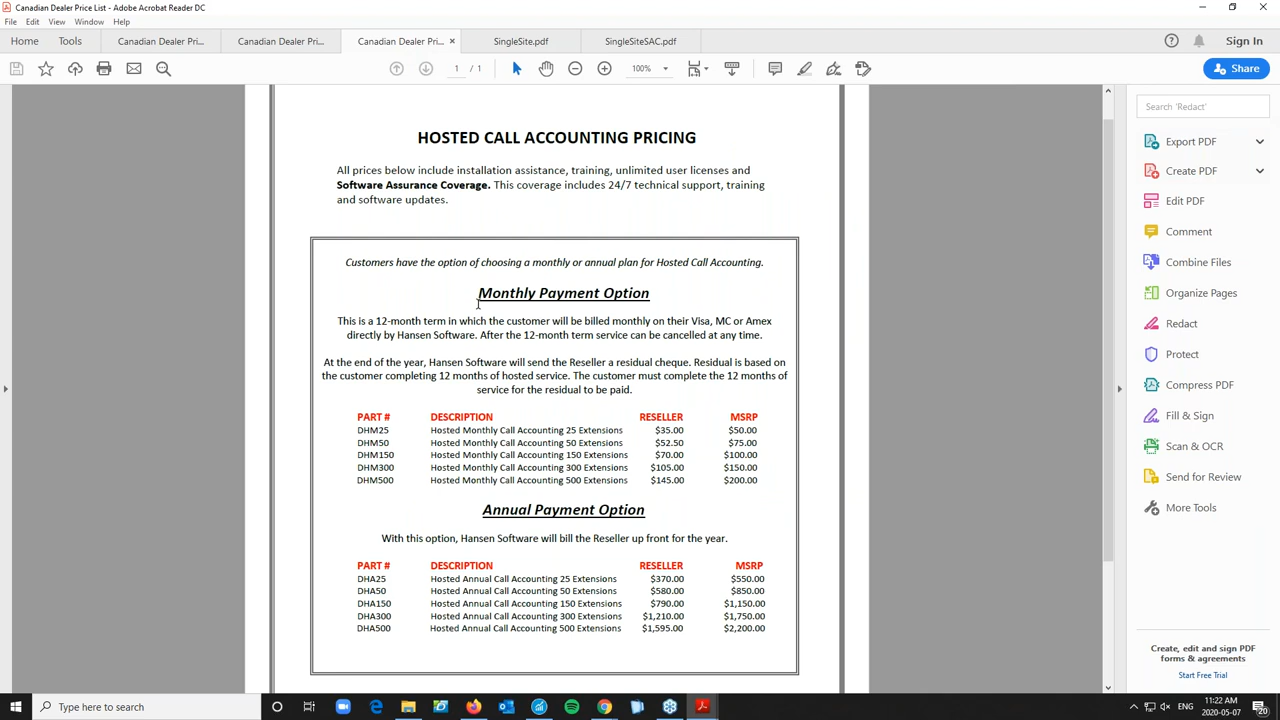 Canadian Dealer Price List - Adobe Acrobat Reader DC
File Edit View Window Help
Home Tools Canadian Dealer Pri... Canadian Dealer Pri... Canadian Dealer Pri... × SingleSite.pdf SingleSiteSAC.pdf Sign In
1 / 1 100% Share
HOSTED CALL ACCOUNTING PRICING
All prices below include installation assistance, training, unlimited user licenses and
Software Assurance Coverage. This coverage includes 24/7 technical support, training
and software updates.
Customers have the option of choosing a monthly or annual plan for Hosted Call Accounting.
Monthly Payment Option
This is a 12-month term in which the customer will be billed monthly on their Visa, MC or Amex
directly by Hansen Software. After the 12-month term service can be cancelled at any time.
At the end of the year, Hansen Software will send the Reseller a residual cheque. Residual is based on
the customer completing 12 months of hosted service. The customer must complete the 12 months of
service for the residual to be paid.
PART # DESCRIPTION RESELLER MSRP
DHM25 Hosted Monthly Call Accounting 25 Extensions $35.00 $50.00
DHM50 Hosted Monthly Call Accounting 50 Extensions $52.50 $75.00
DHM150 Hosted Monthly Call Accounting 150 Extensions $70.00 $100.00
DHM300 Hosted Monthly Call Accounting 300 Extensions $105.00 $150.00
DHM500 Hosted Monthly Call Accounting 500 Extensions $145.00 $200.00
Annual Payment Option
With this option, Hansen Software will bill the Reseller up front for the year.
PART # DESCRIPTION RESELLER MSRP
DHA25 Hosted Annual Call Accounting 25 Extensions $370.00 $550.00
DHA50 Hosted Annual Call Accounting 50 Extensions $580.00 $850.00
DHA150 Hosted Annual Call Accounting 150 Extensions $790.00 $1,150.00
DHA300 Hosted Annual Call Accounting 300 Extensions $1,210.00 $1,750.00
DHA500 Hosted Annual Call Accounting 500 Extensions $1,595.00 $2,200.00
Search 'Redact'
Export PDF
Create PDF
Edit PDF
Comment
Combine Files
Organize Pages
Redact
Protect
Compress PDF
Fill & Sign
Scan & OCR
Send for Review
More Tools
Create, edit and sign PDF
forms & agreements
Start Free Trial
Type here to search
ENG
11:22 AM
2020-05-07
20